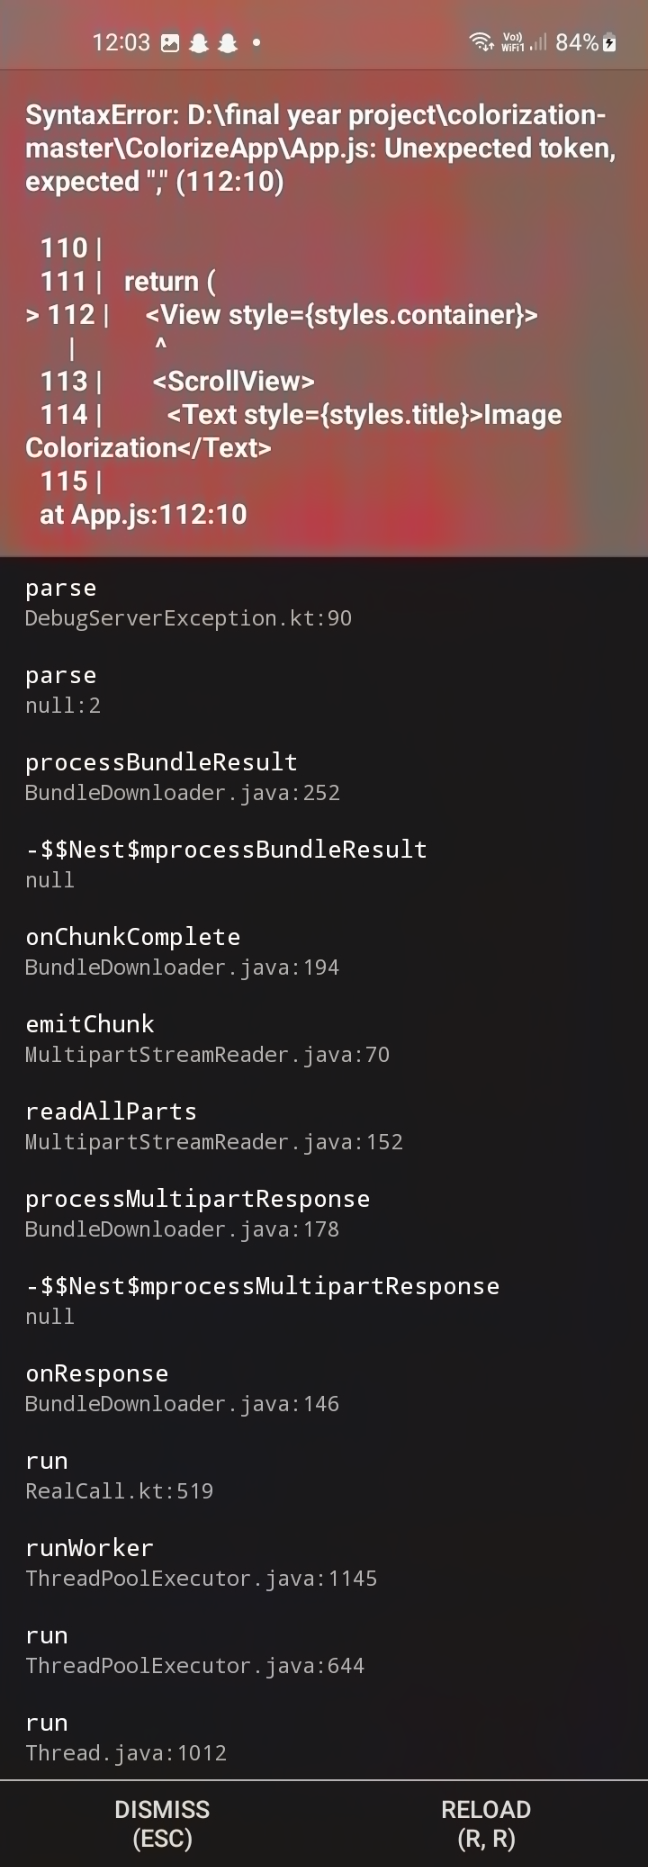 12:03 Vo)) WiFi1 84%
SyntaxError: D:\final year project\colorization-
master\ColorizeApp\App.js: Unexpected token,
expected "," (112:10)
110 |
111 | return (
> 112 | <View style={styles.container}>
| ^
113 | <ScrollView>
114 | <Text style={styles.title}>Image
Colorization</Text>
115 |
at App.js:112:10
parse
DebugServerException.kt:90
parse
null:2
processBundleResult
BundleDownloader.java:252
-$$Nest$mprocessBundleResult
null
onChunkComplete
BundleDownloader.java:194
emitChunk
MultipartStreamReader.java:70
readAllParts
MultipartStreamReader.java:152
processMultipartResponse
BundleDownloader.java:178
-$$Nest$mprocessMultipartResponse
null
onResponse
BundleDownloader.java:146
run
RealCall.kt:519
runWorker
ThreadPoolExecutor.java:1145
run
ThreadPoolExecutor.java:644
run
Thread.java:1012
DISMISS RELOAD
(ESC) (R, R)